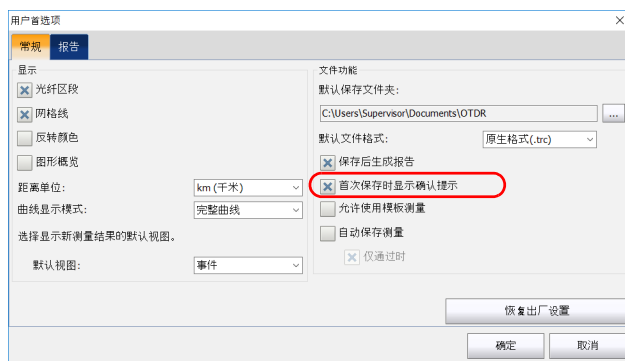 用户首选项
常规 报告
显示
光纤区段
网格线
反转颜色
图形概览
距离单位: km (千米)
曲线显示模式: 完整曲线
选择显示新测量结果的默认视图。
默认视图: 事件
文件功能
默认保存文件夹:
C:\Users\Supervisor\Documents\OTDR ...
默认文件格式: 原生格式(.trc)
保存后生成报告
首次保存时显示确认提示
允许使用模板测量
自动保存测量
仅通过时
恢复出厂设置
确定 取消